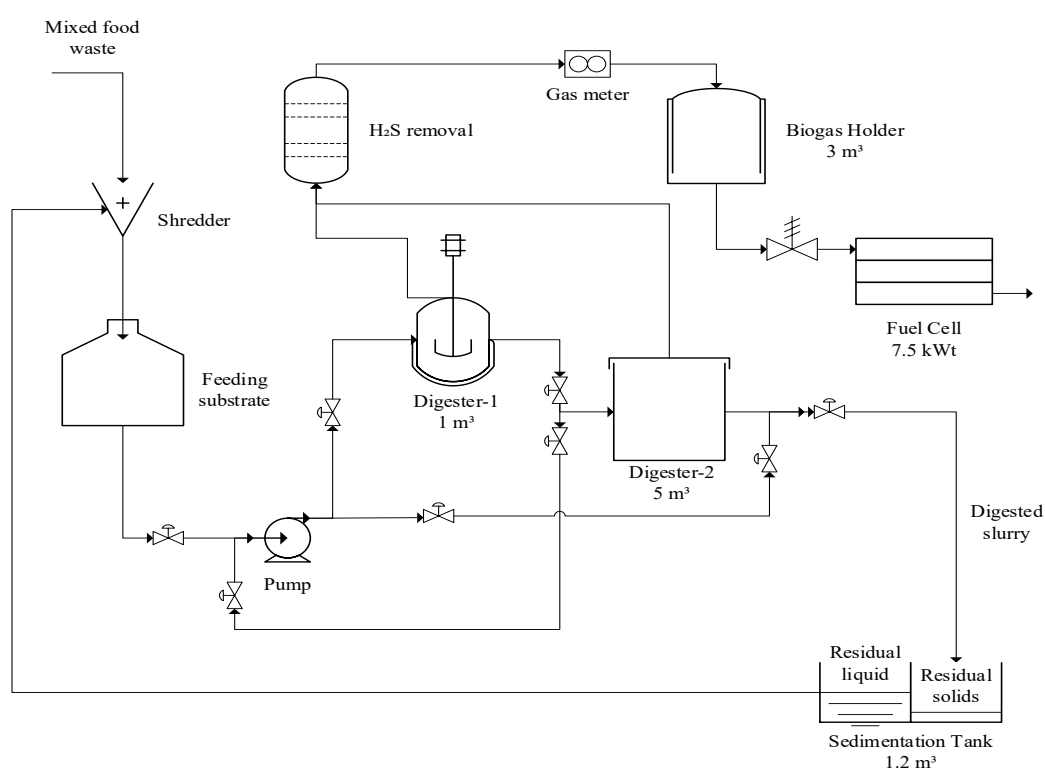 Mixed food
waste
Gas meter
H₂S removal
Biogas Holder
3 m³
Shredder
Fuel Cell
7.5 kWt
Feeding
substrate
Digester-1
1 m³
Digester-2
5 m³
Digested
slurry
Pump
Residual
liquid
Residual
solids
Sedimentation Tank
1.2 m³